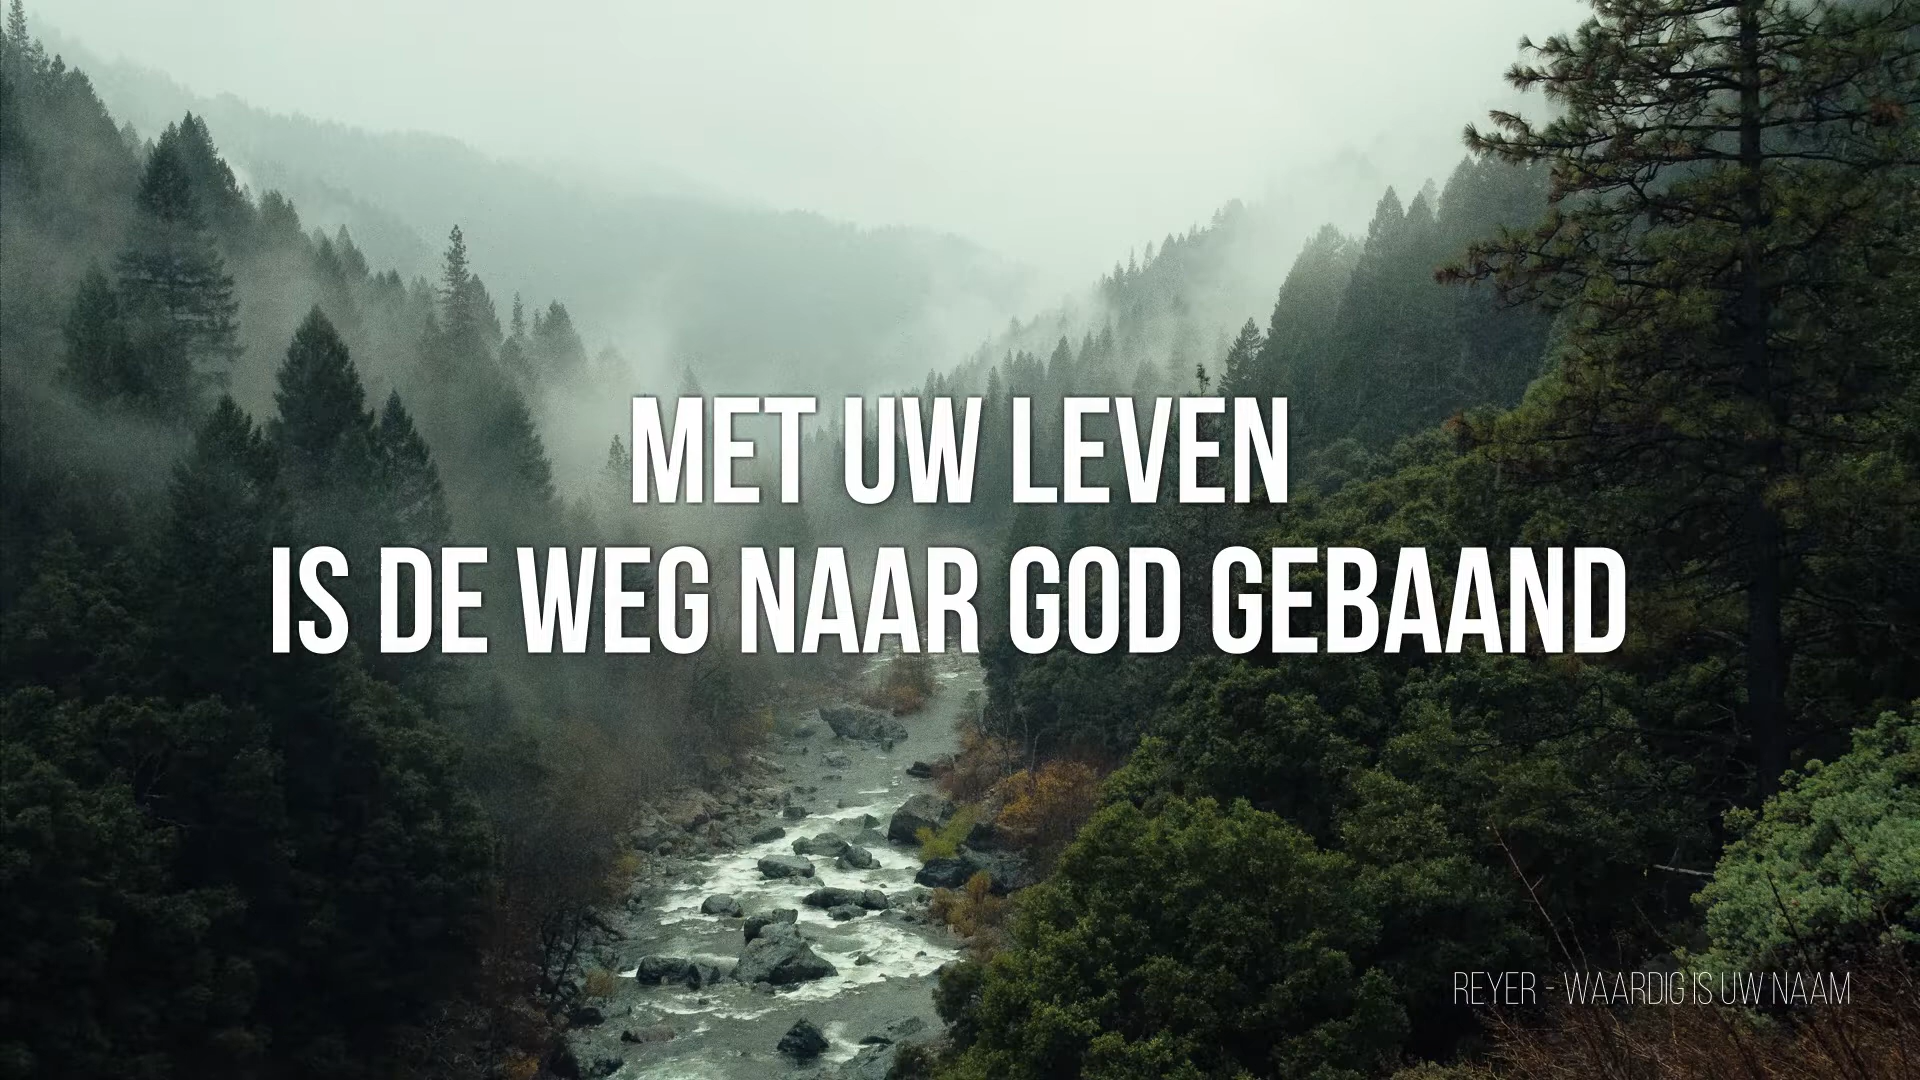 MET UW LEVEN
IS DE WEG NAAR GOD GEBAAND
REYER - WAARDIG IS UW NAAM